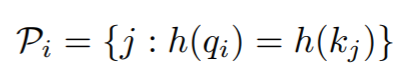 𝒫ᵢ = {j : h(qᵢ) = h(kⱼ)}